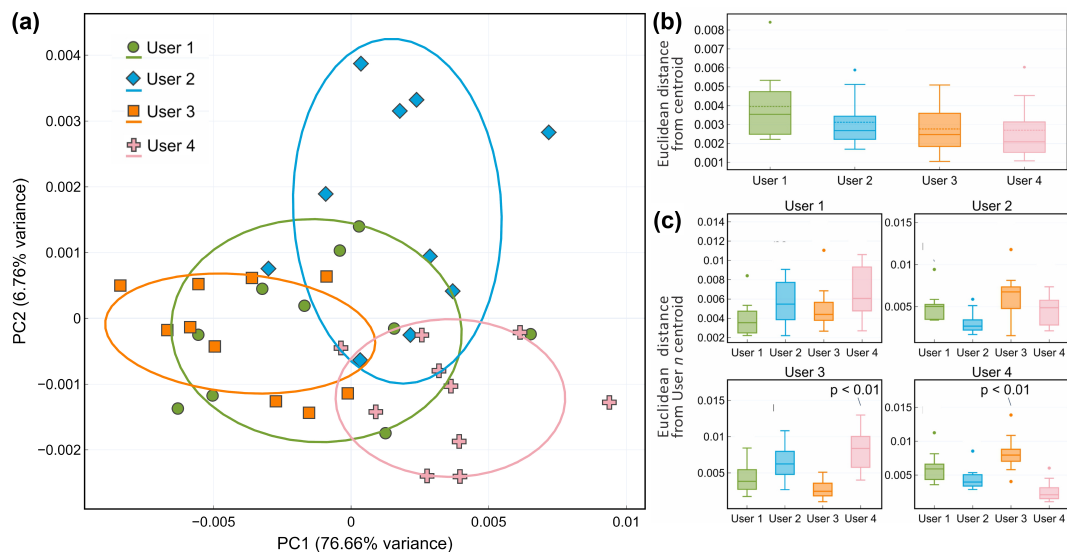 (a)
User 1
User 2
User 3
User 4
0.004
0.003
0.002
0.001
0
−0.001
−0.002
PC2 (6.76% variance)
−0.005
0
0.005
0.01
PC1 (76.66% variance)
(b)
Euclidean distance
from centroid
0.008
0.006
0.005
0.004
0.003
0.002
0.001
User 1
User 2
User 3
User 4
(c)
Euclidean distance
from User n centroid
User 1
0.014
0.012
0.01
0.008
0.006
0.004
0.002
User 1
User 2
User 3
User 4
User 2
0.015
0.01
0.005
User 1
User 2
User 3
User 4
User 3
p < 0.01
0.01
0.005
User 1
User 2
User 3
User 4
User 4
p < 0.01
0.015
0.01
0.005
User 1
User 2
User 3
User 4